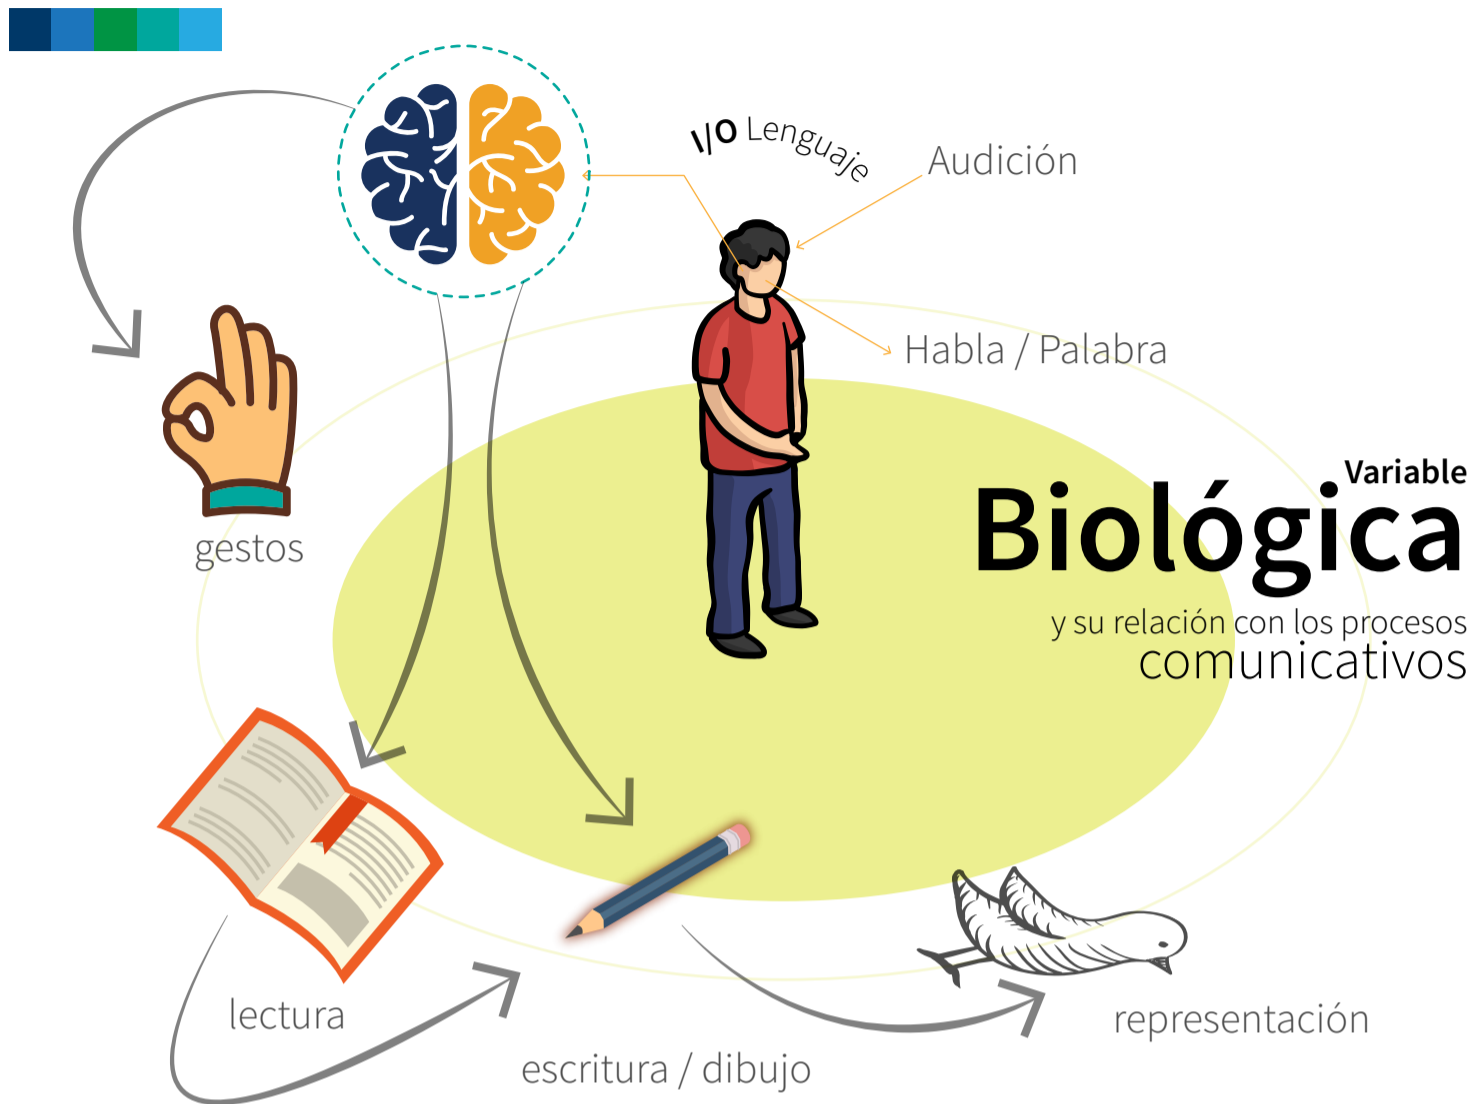 I/O Lenguaje
Audición
Habla / Palabra
Variable
Biológica
y su relación con los procesos
comunicativos
gestos
lectura
escritura / dibujo
representación